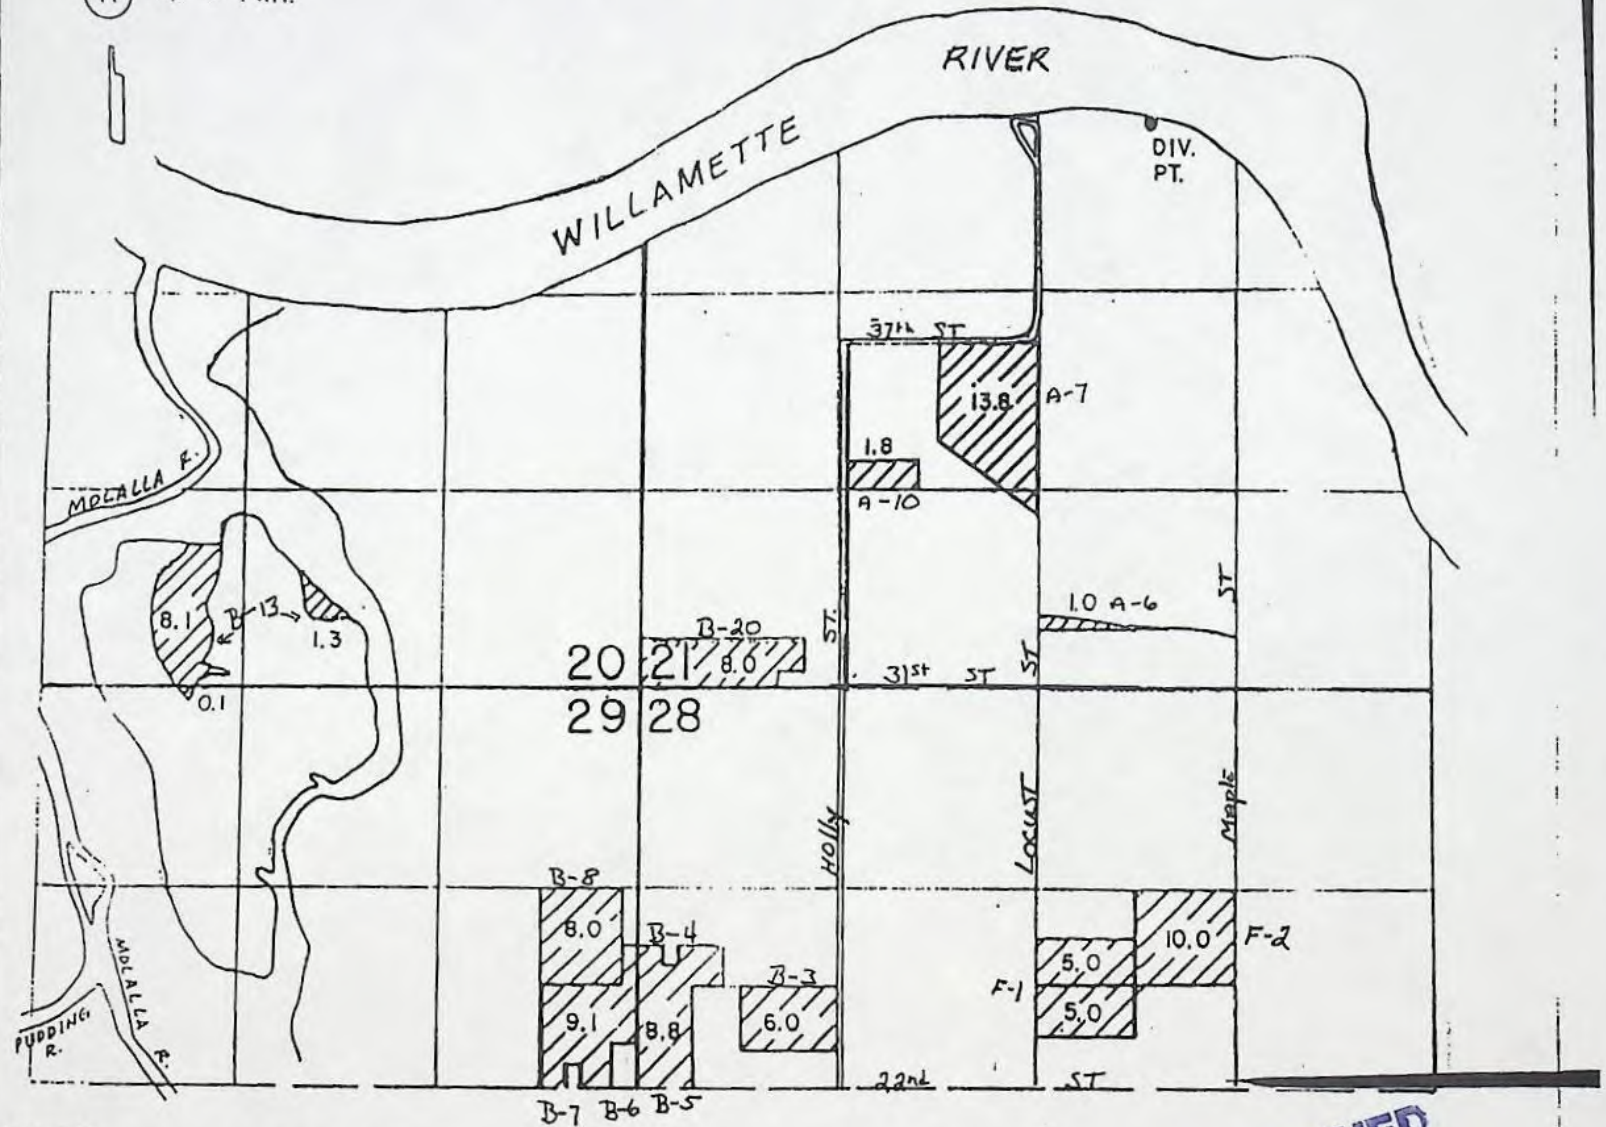 RIVER
WILLAMETTE
DIV.
PT.
37th ST
13.8
A-7
1.8
A-10
MOLALLA R.
8.1
B-13
1.3
0.1
1.0 A-6
ST
ST.
ST
B-20
8.0
20 21
29 28
31st ST
Holly
Locust
Maple
B-8
8.0
B-4
B-3
6.0
9.1
8.8
F-1
5.0
5.0
10.0
F-2
MOLALLA R.
PUDDING
R.
22nd ST
B-7 B-6 B-5